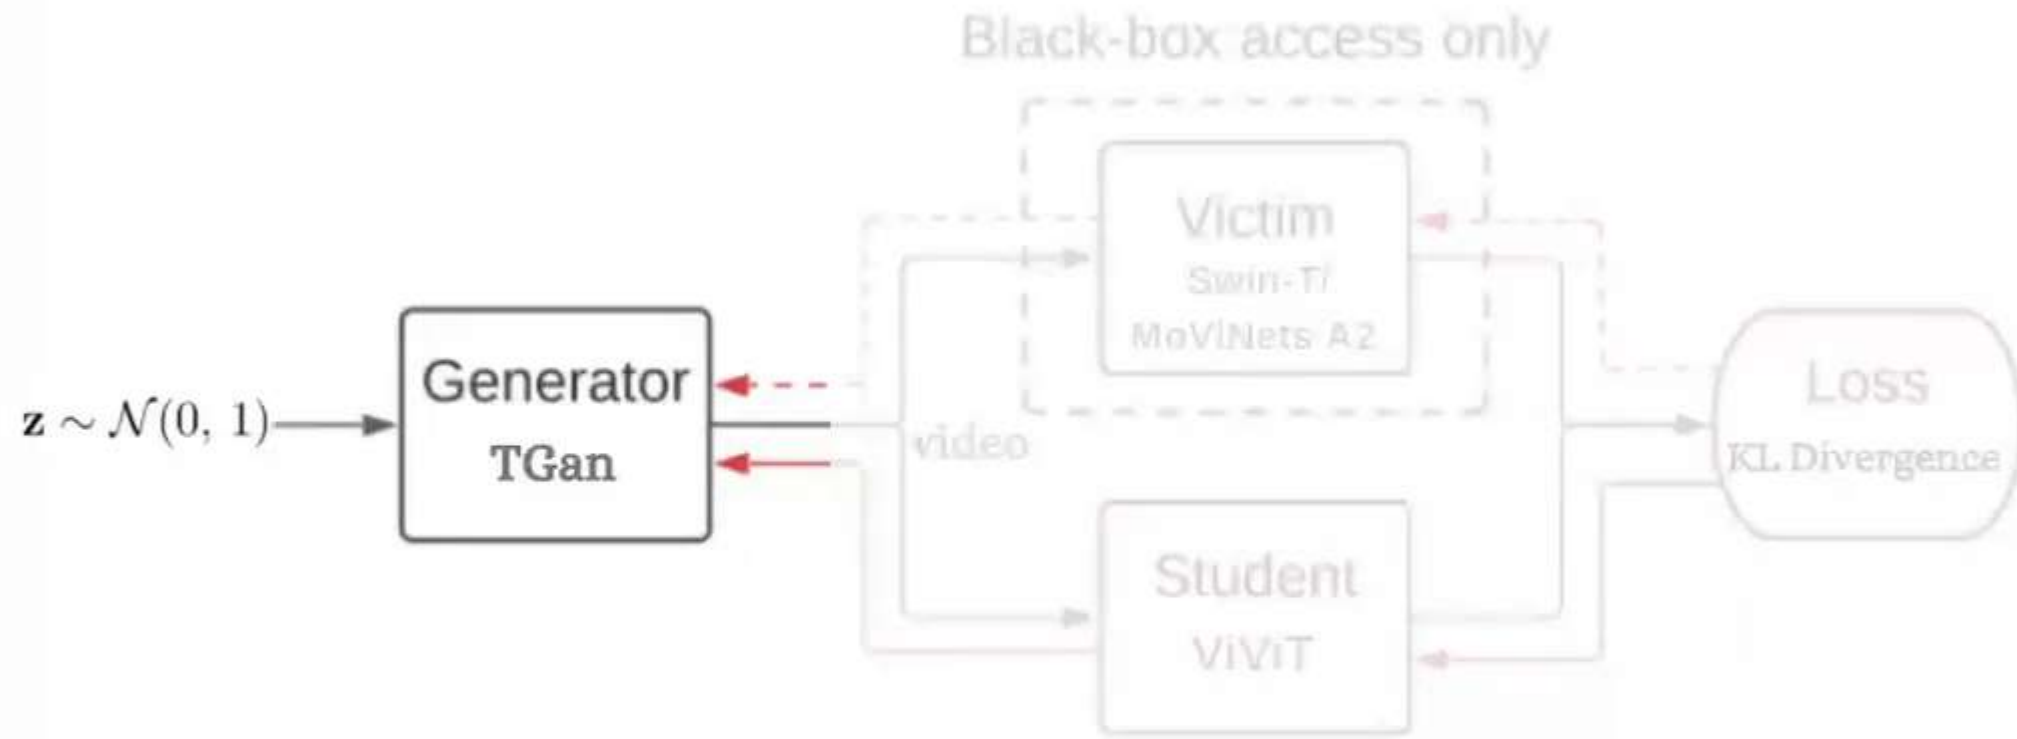 Black-box access only
Victim
Swin-T/
MoViNets A2
Generator
TGan
z ~ N(0, 1)
video
Loss
KL Divergence
Student
ViViT